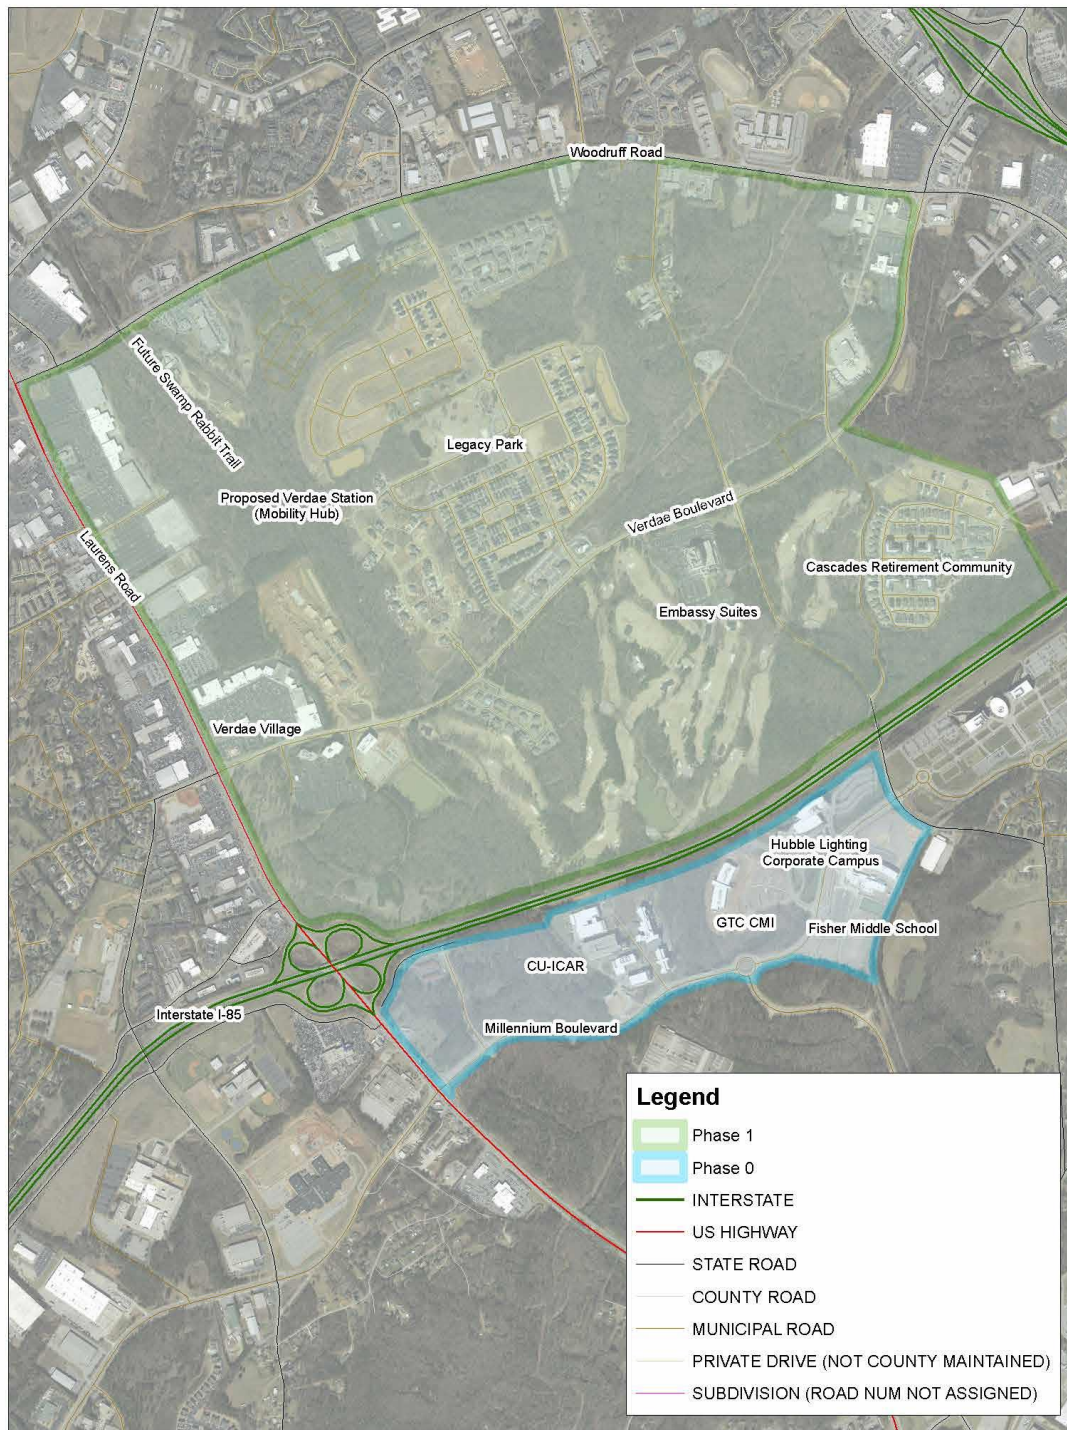 Woodruff Road
Future Swamp Rabbit Trail
Legacy Park
Proposed Verdae Station
(Mobility Hub)
Verdae Boulevard
Laurens Road
Cascades Retirement Community
Embassy Suites
Verdae Village
Hubble Lighting
Corporate Campus
GTC CMI
Fisher Middle School
CU-ICAR
Interstate I-85
Millennium Boulevard
Legend
Phase 1
Phase 0
INTERSTATE
US HIGHWAY
STATE ROAD
COUNTY ROAD
MUNICIPAL ROAD
PRIVATE DRIVE (NOT COUNTY MAINTAINED)
SUBDIVISION (ROAD NUM NOT ASSIGNED)